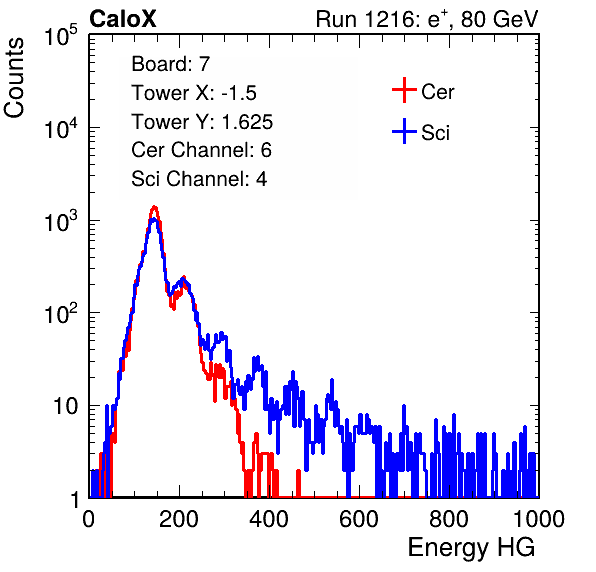 CaloX Run 1216: e⁺, 80 GeV
Counts
Board: 7
Tower X: -1.5
Tower Y: 1.625
Cer Channel: 6
Sci Channel: 4
Cer
Sci
10⁵
10⁴
10³
10²
10
1
0 200 400 600 800 1000
Energy HG